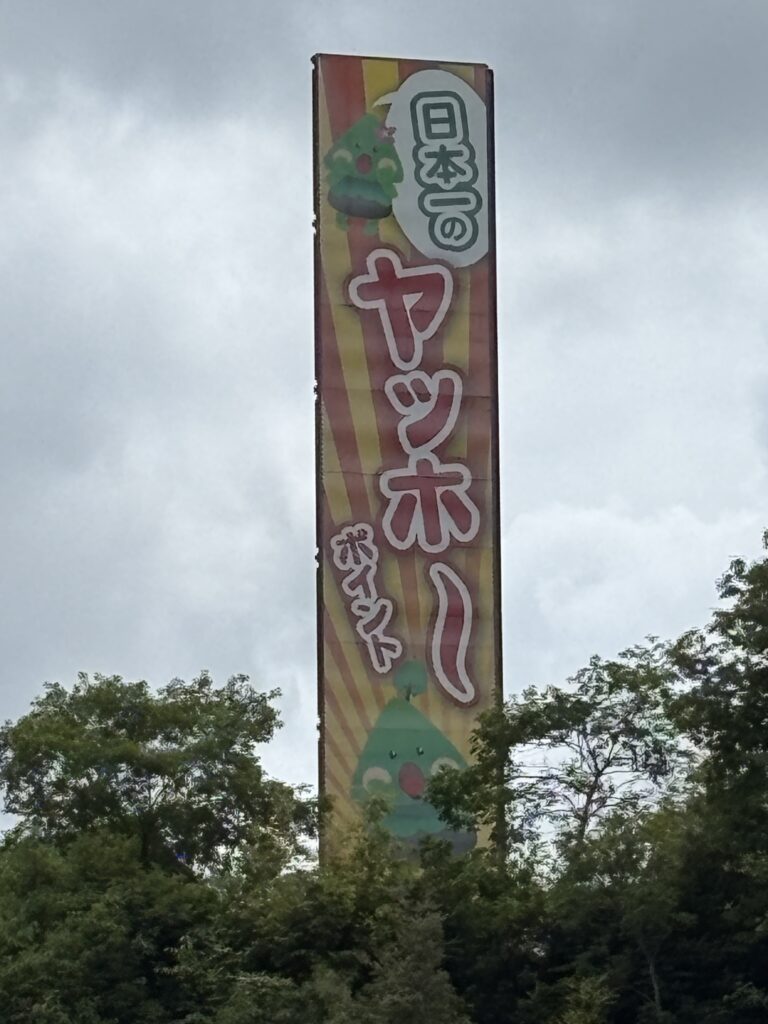 日本一の
ヤッホー
ポイント